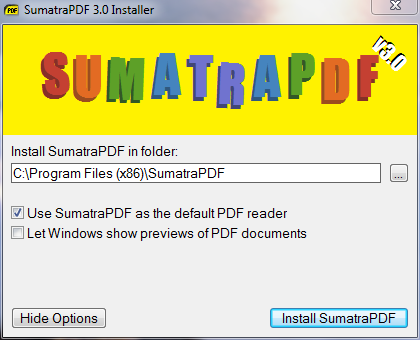 SumatraPDF 3.0 Installer
SUMATRAPDF
v3.0
Install SumatraPDF in folder:
C:\Program Files (x86)\SumatraPDF
...
Use SumatraPDF as the default PDF reader
Let Windows show previews of PDF documents
Hide Options
Install SumatraPDF